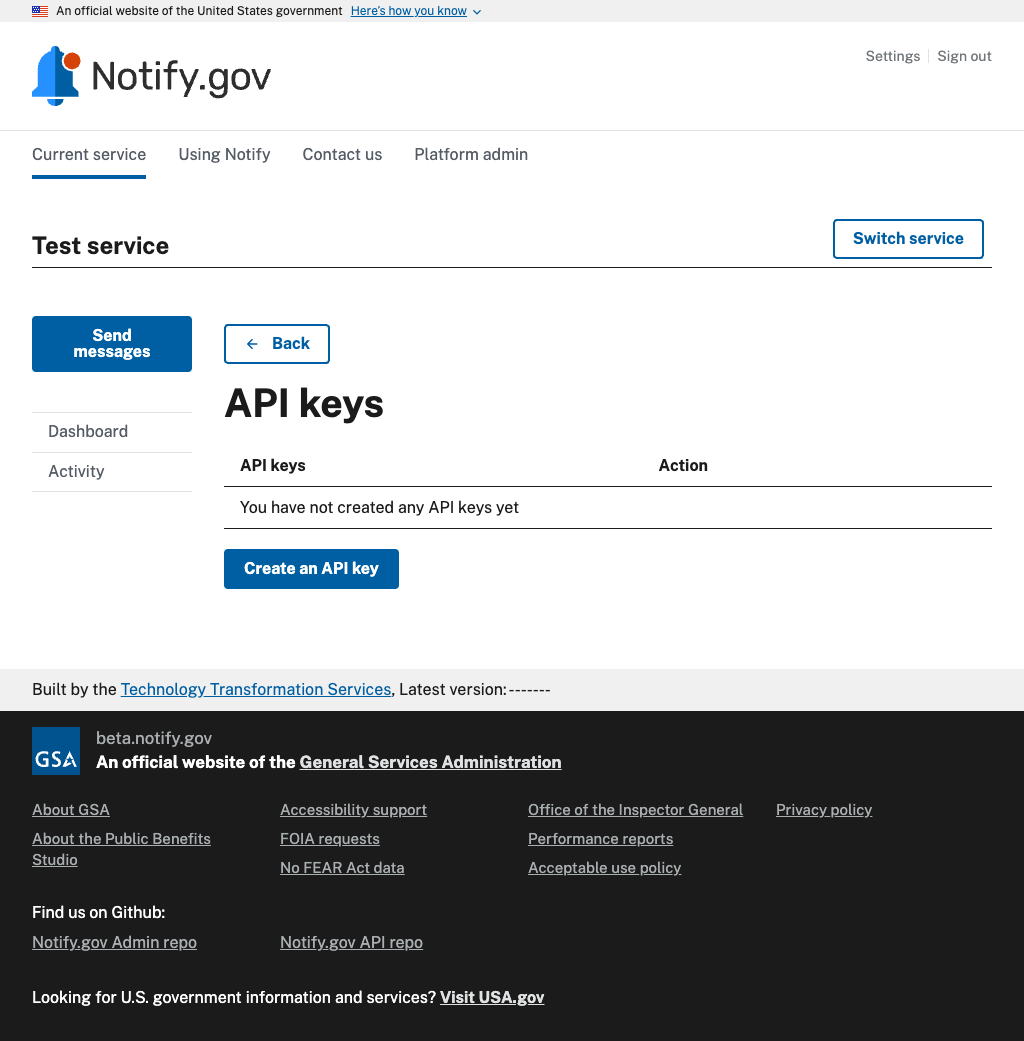 An official website of the United States government Here's how you know
Notify.gov
Settings Sign out
Current service Using Notify Contact us Platform admin
Test service
Switch service
Send
messages
Dashboard
Activity
Back
API keys
API keys Action
You have not created any API keys yet
Create an API key
Built by the Technology Transformation Services, Latest version: -------
GSA
beta.notify.gov
An official website of the General Services Administration
About GSA
About the Public Benefits
Studio
Accessibility support
FOIA requests
No FEAR Act data
Office of the Inspector General
Performance reports
Acceptable use policy
Privacy policy
Find us on Github:
Notify.gov Admin repo Notify.gov API repo
Looking for U.S. government information and services? Visit USA.gov